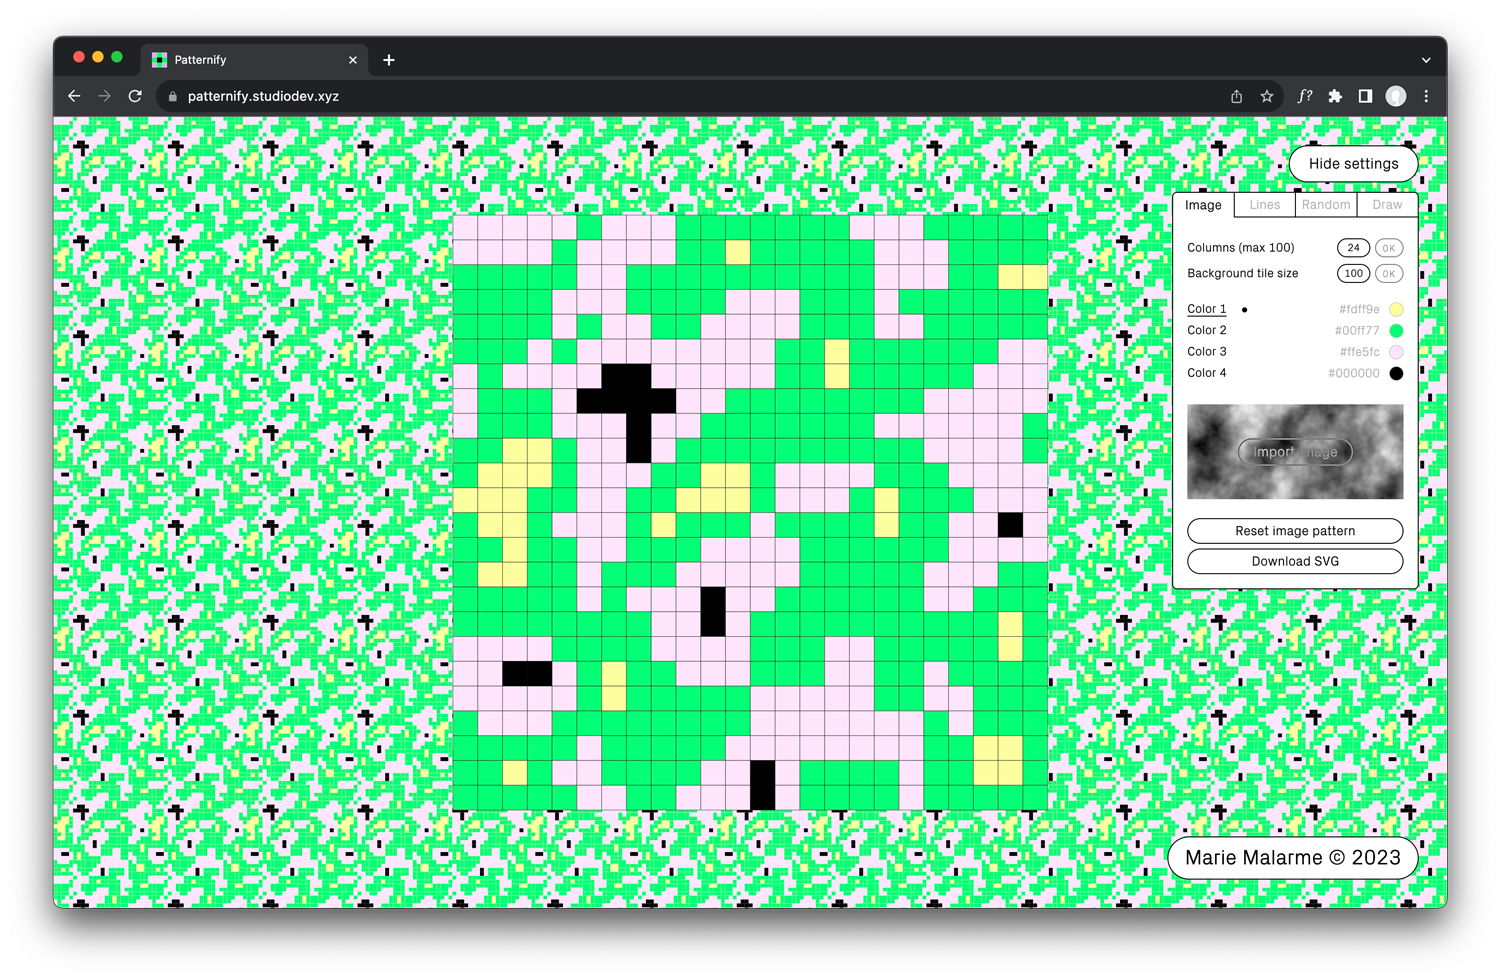 Patternify
patternify.studiodev.xyz
f?
Hide settings
Image Lines Random Draw
Columns (max 100) 24 OK
Background tile size 100 OK
Color 1 #fdff9e
Color 2 #00ff77
Color 3 #ffe5fc
Color 4 #000000
Import image
Reset image pattern
Download SVG
Marie Malarme © 2023